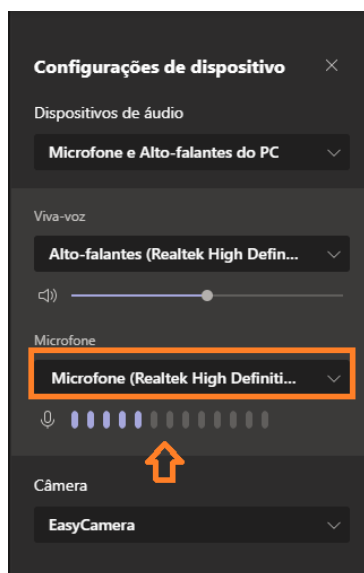 Configurações de dispositivo
Dispositivos de áudio
Microfone e Alto-falantes do PC
Viva-voz
Alto-falantes (Realtek High Defin...
Microfone
Microfone (Realtek High Definiti...
Câmera
EasyCamera